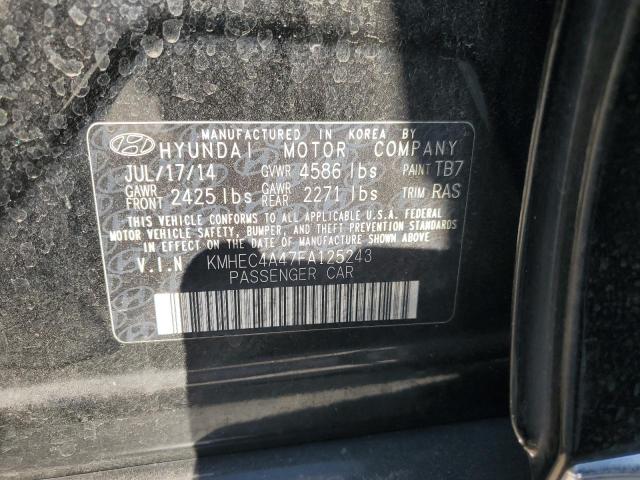 MANUFACTURED IN KOREA BY
HYUNDAI MOTOR COMPANY
JUL/17/14 GVWR 4586 lbs PAINT TB7
GAWR FRONT 2425 lbs GAWR REAR 2271 lbs TRIM RAS
THIS VEHICLE CONFORMS TO ALL APPLICABLE U.S.A. FEDERAL
MOTOR VEHICLE SAFETY, BUMPER, AND THEFT PREVENTION STANDARDS
IN EFFECT ON THE DATE OF MANUFACTURE SHOWN ABOVE.
V.I.N KMHEC4A47FA125243
PASSENGER CAR